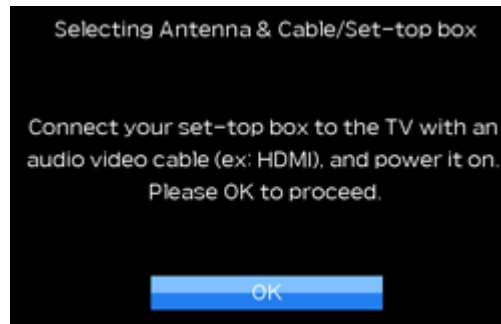 Selecting Antenna & Cable/Set-top box
Connect your set-top box to the TV with an
audio video cable (ex: HDMI), and power it on.
Please OK to proceed.
OK